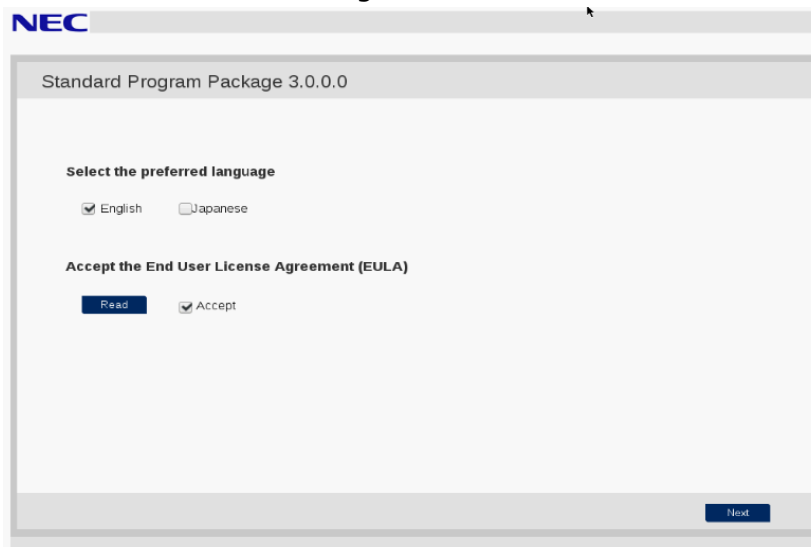 NEC
Standard Program Package 3.0.0.0
Select the preferred language
English Japanese
Accept the End User License Agreement (EULA)
Read Accept
Next